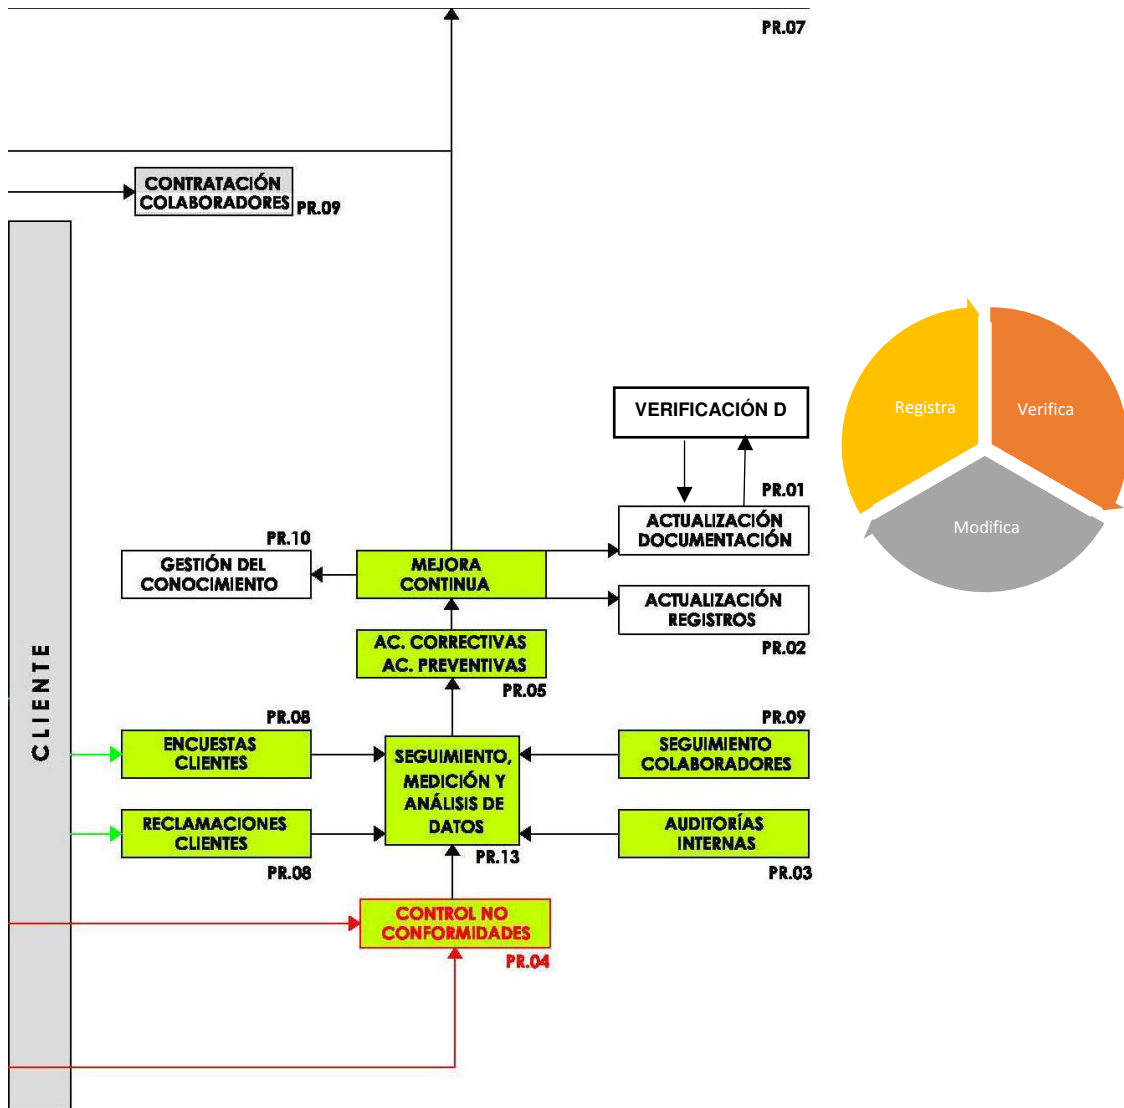 PR.07
CONTRATACIÓN
COLABORADORES
PR.09
CLIENTE
VERIFICACIÓN D
PR.01
ACTUALIZACIÓN
DOCUMENTACIÓN
PR.10
GESTIÓN DEL
CONOCIMIENTO
MEJORA
CONTINUA
ACTUALIZACIÓN
REGISTROS
PR.02
AC. CORRECTIVAS
AC. PREVENTIVAS
PR.05
PR.08
ENCUESTAS
CLIENTES
SEGUIMIENTO,
MEDICIÓN Y
ANÁLISIS DE
DATOS
PR.13
PR.09
SEGUIMIENTO
COLABORADORES
RECLAMACIONES
CLIENTES
PR.08
AUDITORÍAS
INTERNAS
PR.03
CONTROL NO
CONFORMIDADES
PR.04
Registra
Verifica
Modifica